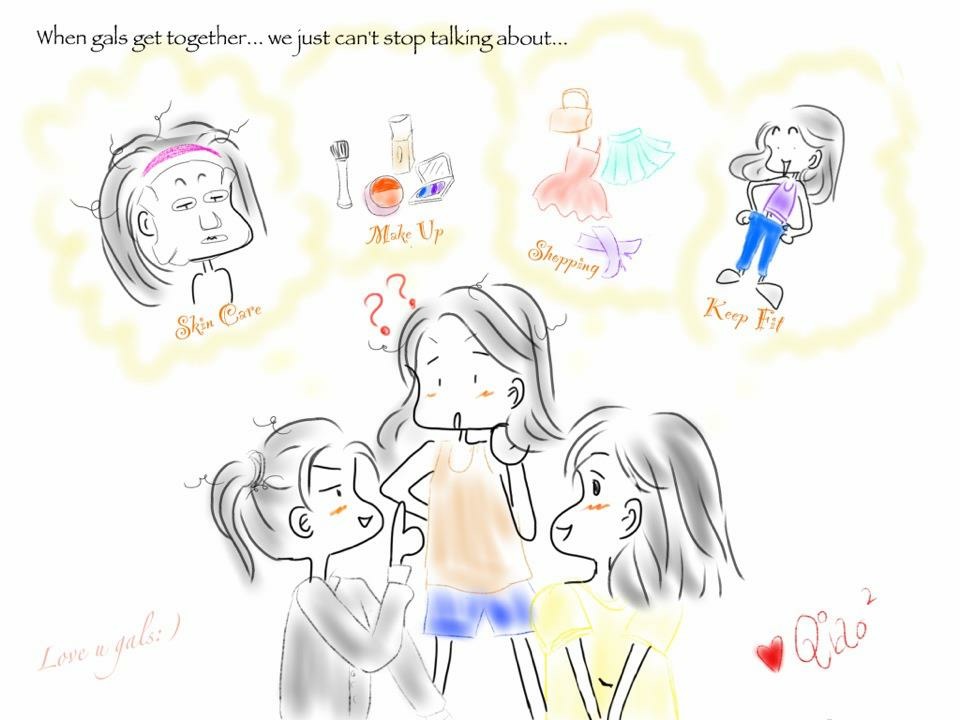 When gals get together... we just can't stop talking about...
Skin Care
Make Up
Shopping
Keep Fit
??
Love u gals:)
Qiao²